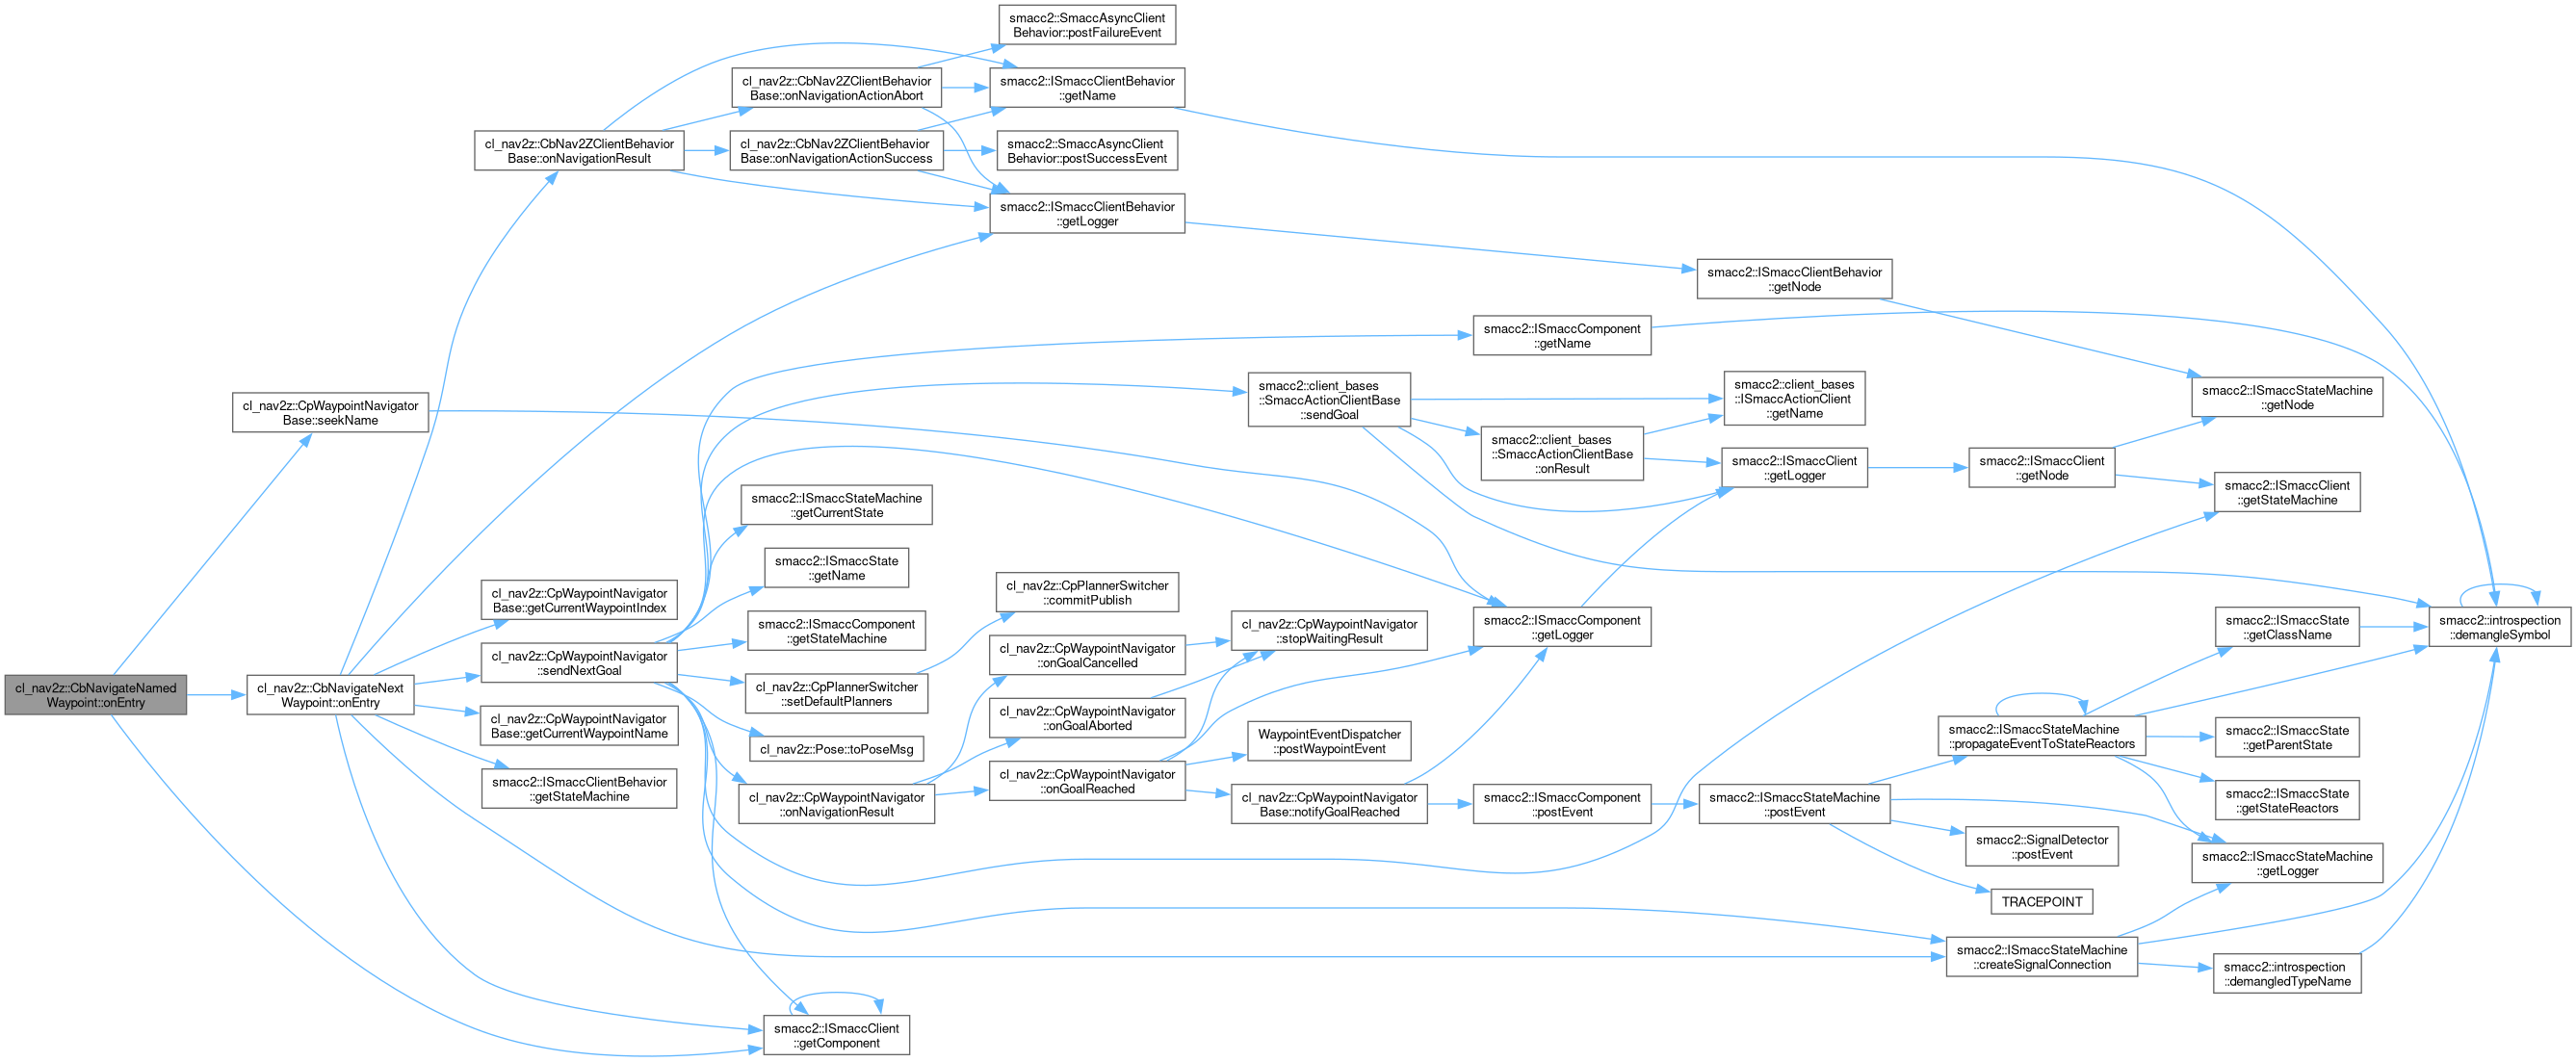 smacc2::SmaccAsyncClient
Behavior::postFailureEvent
cl_nav2z::CbNav2ZClientBehavior
Base::onNavigationActionAbort
smacc2::ISmaccClientBehavior
::getName
cl_nav2z::CbNav2ZClientBehavior
Base::onNavigationResult
cl_nav2z::CbNav2ZClientBehavior
Base::onNavigationActionSuccess
smacc2::SmaccAsyncClient
Behavior::postSuccessEvent
smacc2::ISmaccClientBehavior
::getLogger
smacc2::ISmaccClientBehavior
::getNode
smacc2::ISmaccComponent
::getName
smacc2::client_bases
::SmaccActionClientBase
::sendGoal
smacc2::client_bases
::ISmaccActionClient
::getName
smacc2::ISmaccStateMachine
::getNode
cl_nav2z::CpWaypointNavigator
Base::seekName
smacc2::client_bases
::SmaccActionClientBase
::onResult
smacc2::ISmaccClient
::getLogger
smacc2::ISmaccClient
::getNode
smacc2::ISmaccClient
::getStateMachine
smacc2::ISmaccStateMachine
::getCurrentState
smacc2::ISmaccState
::getName
cl_nav2z::CpWaypointNavigator
Base::getCurrentWaypointIndex
cl_nav2z::CpPlannerSwitcher
::commitPublish
smacc2::ISmaccComponent
::getStateMachine
cl_nav2z::CpWaypointNavigator
::stopWaitingResult
smacc2::ISmaccComponent
::getLogger
smacc2::ISmaccState
::getClassName
smacc2::introspection
::demangleSymbol
cl_nav2z::CpWaypointNavigator
::sendNextGoal
cl_nav2z::CpWaypointNavigator
::onGoalCancelled
cl_nav2z::CbNavigateNamed
Waypoint::onEntry
cl_nav2z::CbNavigateNext
Waypoint::onEntry
cl_nav2z::CpPlannerSwitcher
::setDefaultPlanners
cl_nav2z::CpWaypointNavigator
::onGoalAborted
cl_nav2z::CpWaypointNavigator
Base::getCurrentWaypointName
cl_nav2z::Pose::toPoseMsg
WaypointEventDispatcher
::postWaypointEvent
smacc2::ISmaccStateMachine
::propagateEventToStateReactors
smacc2::ISmaccState
::getParentState
smacc2::ISmaccClientBehavior
::getStateMachine
cl_nav2z::CpWaypointNavigator
::onNavigationResult
cl_nav2z::CpWaypointNavigator
::onGoalReached
cl_nav2z::CpWaypointNavigator
Base::notifyGoalReached
smacc2::ISmaccComponent
::postEvent
smacc2::ISmaccStateMachine
::postEvent
smacc2::ISmaccState
::getStateReactors
smacc2::SignalDetector
::postEvent
smacc2::ISmaccStateMachine
::getLogger
TRACEPOINT
smacc2::ISmaccStateMachine
::createSignalConnection
smacc2::introspection
::demangledTypeName
smacc2::ISmaccClient
::getComponent